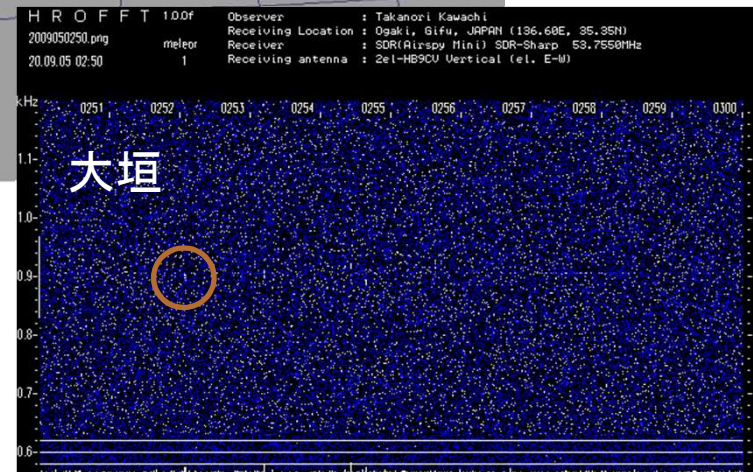 H R O F F T 1.0.0f
2009050250.png meteor
20.09.05 02:50 1
Observer : Takanori Kawachi
Receiving Location : Ogaki, Gifu, JAPAN (136.60E, 35.35N)
Receiver : SDR(Airspy Mini) SDR-Sharp 53.7550MHz
Receiving antenna : 2el-HB9CV Vertical (el. E-W)
kHz 0251 0252 0253 0254 0255 0256 0257 0258 0259 0300
大垣
1.1
1.0
0.9
0.8
0.7
0.6